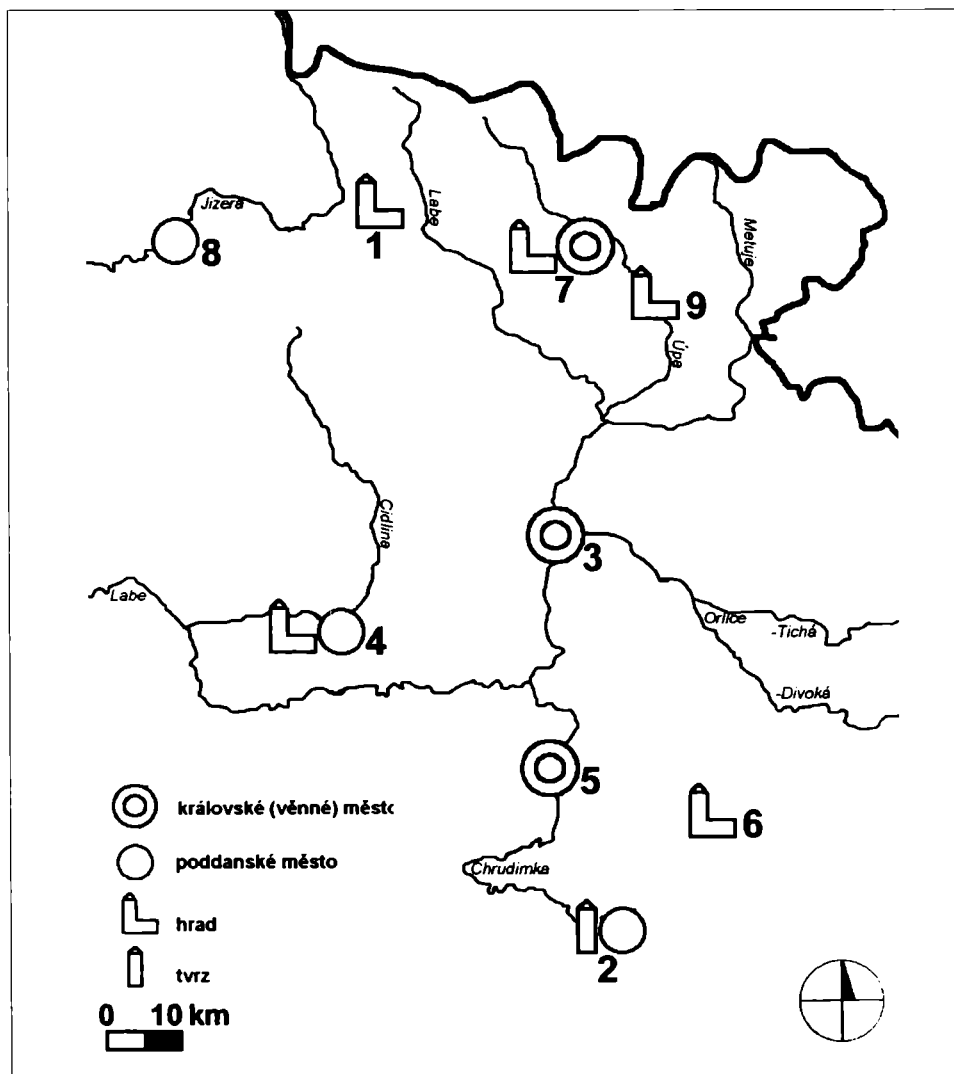 Jizera
8
1
Labe
7
9
Metuje
Úpa
Cidlina
3
Labe
4
Orlice
-Tichá
-Divoká
5
6
královské (věnné) město
poddanské město
Chrudimka
hrad
2
tvrz
0 10 km